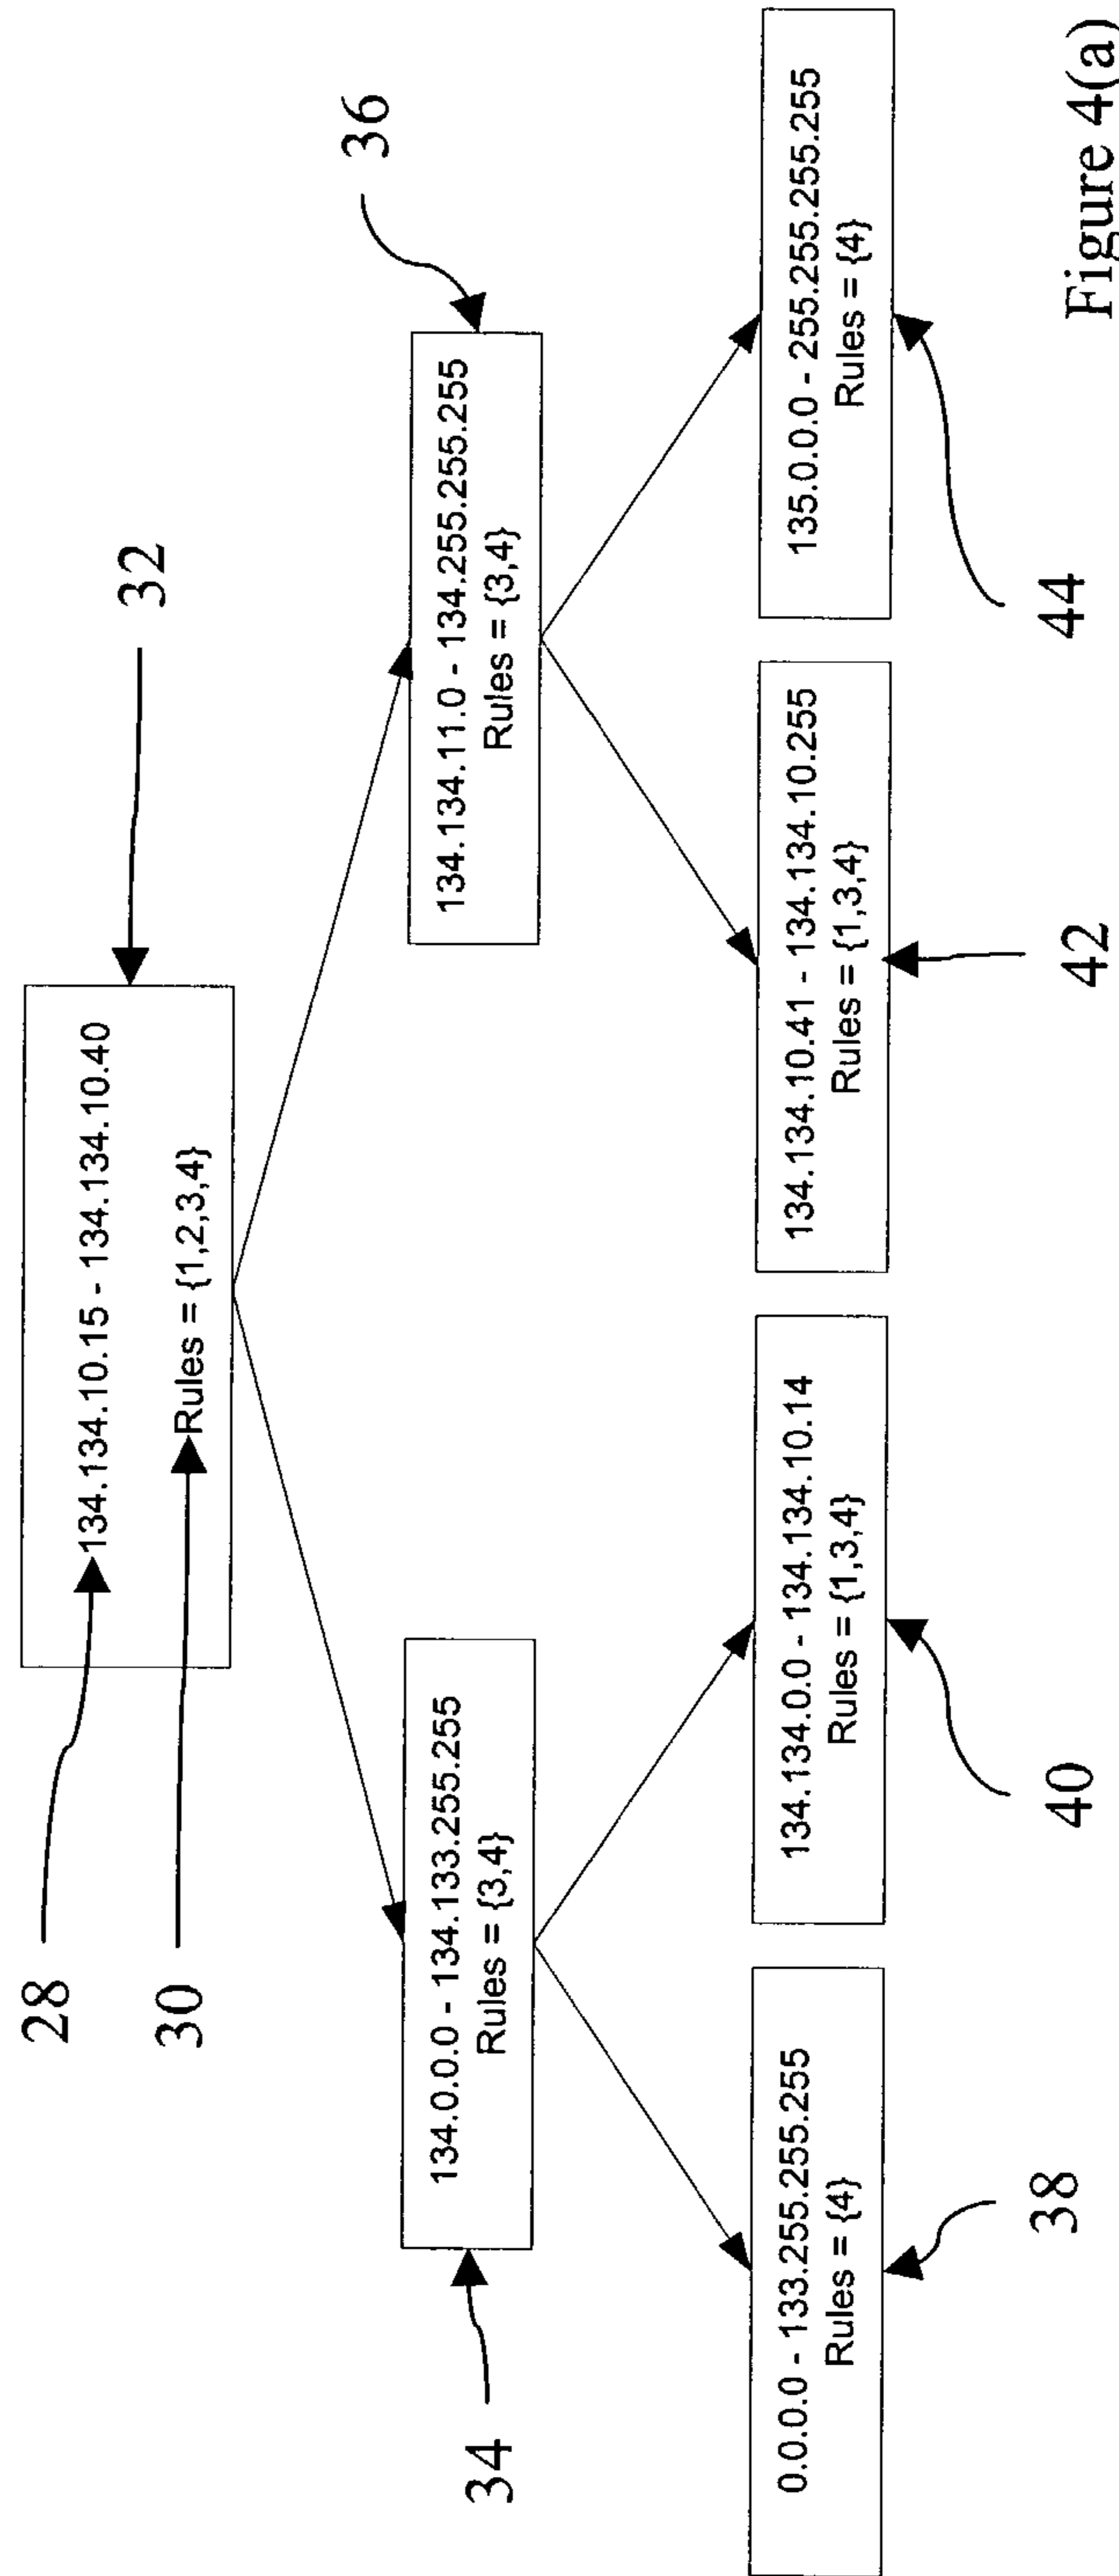 28
134.134.10.15 - 134.134.10.40
32
30
Rules = {1,2,3,4}
34
134.0.0.0 - 134.133.255.255
Rules = {3,4}
134.134.11.0 - 134.255.255.255
Rules = {3,4}
36
0.0.0.0 - 133.255.255.255
Rules = {4}
134.134.0.0 - 134.134.10.14
Rules = {1,3,4}
134.134.10.41 - 134.134.10.255
Rules = {1,3,4}
135.0.0.0 - 255.255.255.255
Rules = {4}
38
40
42
44
Figure 4(a)